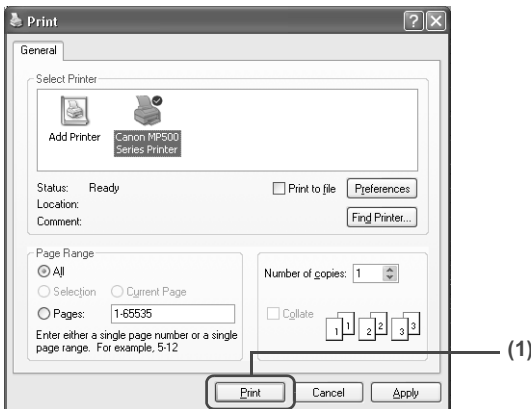 Print
General
Select Printer
Add Printer
Canon MP500
Series Printer
Status: Ready
Location:
Comment:
Print to file
Preferences
Find Printer...
Page Range
All
Selection
Current Page
Pages: 1-65535
Enter either a single page number or a single
page range. For example, 5-12
Number of copies: 1
Collate
1 1 2 2 3 3
(1)
Print Cancel Apply